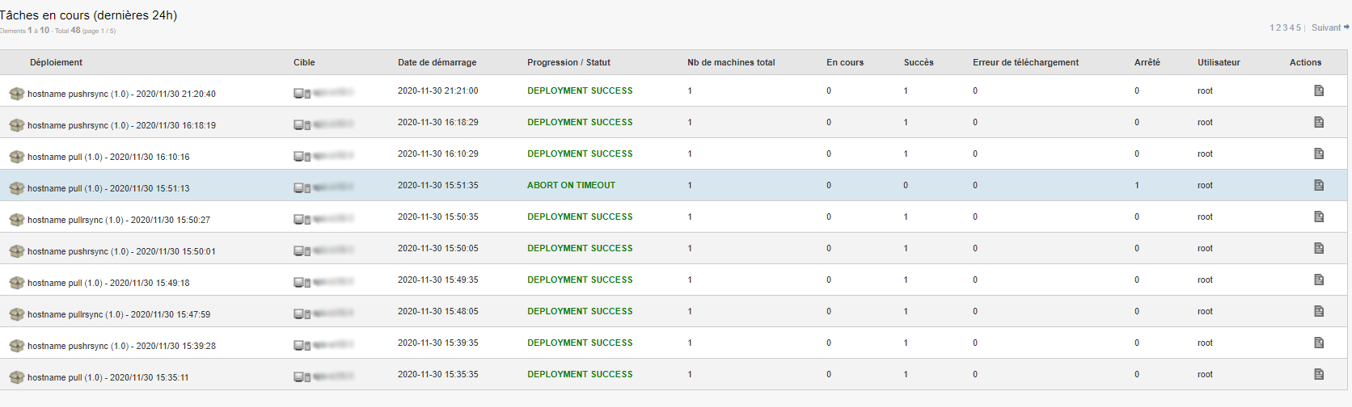 Tâches en cours (dernières 24h)
Elements 1 à 10 - Total 48 (page 1 / 5)
1 2 3 4 5 | Suivant
Déploiement Cible Date de démarrage Progression / Statut Nb de machines total En cours Succès Erreur de téléchargement Arrêté Utilisateur Actions
hostname pushrsync (1.0) - 2020/11/30 21:20:40 2020-11-30 21:21:00 DEPLOYMENT SUCCESS 1 0 1 0 0 root
hostname pushrsync (1.0) - 2020/11/30 16:18:19 2020-11-30 16:18:29 DEPLOYMENT SUCCESS 1 0 1 0 0 root
hostname pull (1.0) - 2020/11/30 16:10:16 2020-11-30 16:10:29 DEPLOYMENT SUCCESS 1 0 1 0 0 root
hostname pull (1.0) - 2020/11/30 15:51:13 2020-11-30 15:51:35 ABORT ON TIMEOUT 1 0 0 0 1 root
hostname pullrsync (1.0) - 2020/11/30 15:50:27 2020-11-30 15:50:35 DEPLOYMENT SUCCESS 1 0 1 0 0 root
hostname pushrsync (1.0) - 2020/11/30 15:50:01 2020-11-30 15:50:05 DEPLOYMENT SUCCESS 1 0 1 0 0 root
hostname pull (1.0) - 2020/11/30 15:49:18 2020-11-30 15:49:35 DEPLOYMENT SUCCESS 1 0 1 0 0 root
hostname pullrsync (1.0) - 2020/11/30 15:47:59 2020-11-30 15:48:05 DEPLOYMENT SUCCESS 1 0 1 0 0 root
hostname pushrsync (1.0) - 2020/11/30 15:39:28 2020-11-30 15:39:35 DEPLOYMENT SUCCESS 1 0 1 0 0 root
hostname pull (1.0) - 2020/11/30 15:35:11 2020-11-30 15:35:35 DEPLOYMENT SUCCESS 1 0 1 0 0 root